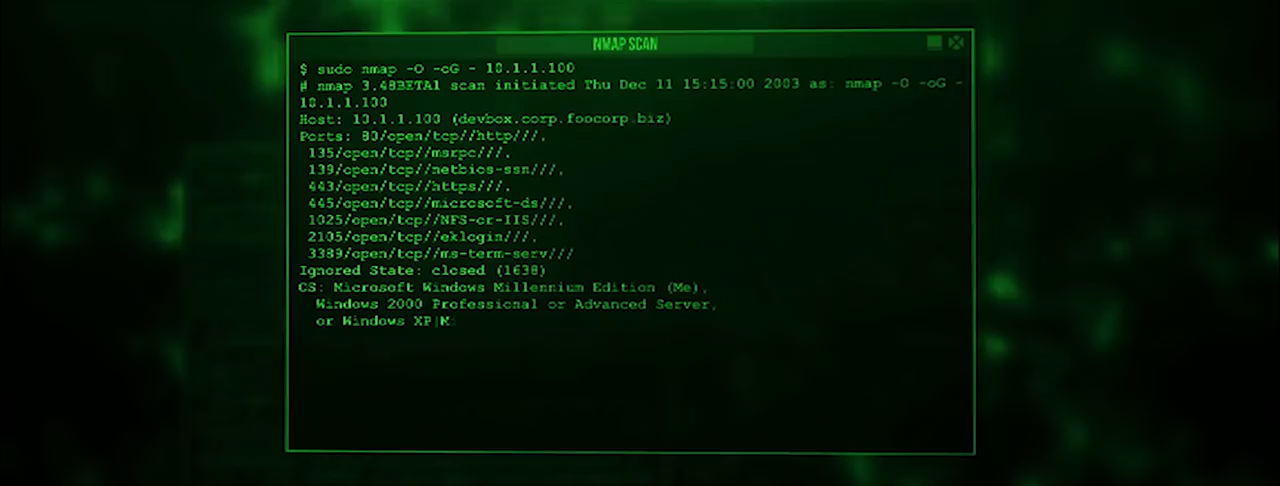 NMAP SCAN
$ sudo nmap -O -oG - 10.1.1.100
# nmap 3.48BETA1 scan initiated Thu Dec 11 15:15:00 2003 as: nmap -O -oG -
10.1.1.100
Host: 10.1.1.100 (devbox.corp.foocorp.biz)
Ports: 80/open/tcp//http///,
135/open/tcp//msrpc///,
139/open/tcp//netbios-ssn///,
443/open/tcp//https///,
445/open/tcp//microsoft-ds///,
1025/open/tcp//NFS-or-IIS///,
2105/open/tcp//eklogin///,
3389/open/tcp//ms-term-serv///
Ignored State: closed (1638)
OS: Microsoft Windows Millennium Edition (Me),
Windows 2000 Professional or Advanced Server,
or Windows XP|M